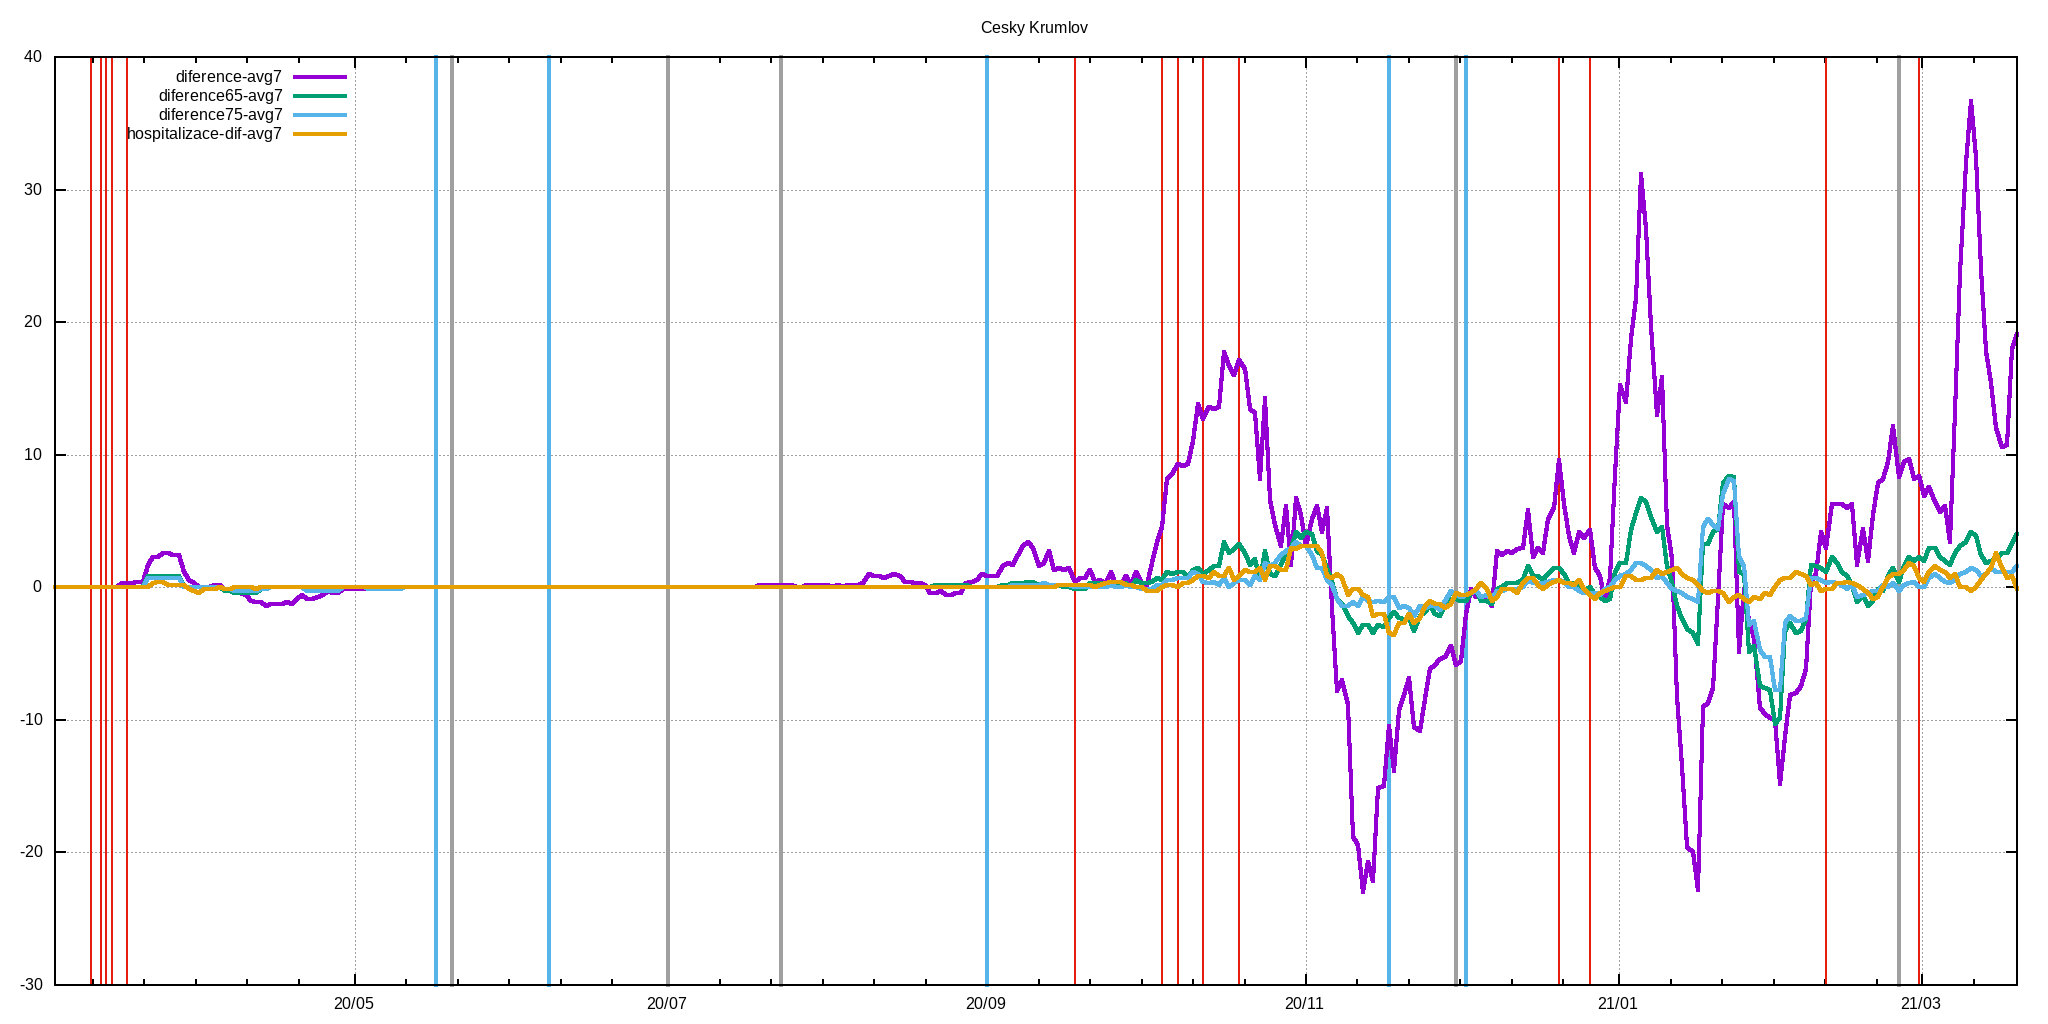 Cesky Krumlov
40
30
20
10
0
-10
-20
-30
diference-avg7
diference65-avg7
diference75-avg7
hospitalizace-dif-avg7
20/05
20/07
20/09
20/11
21/01
21/03